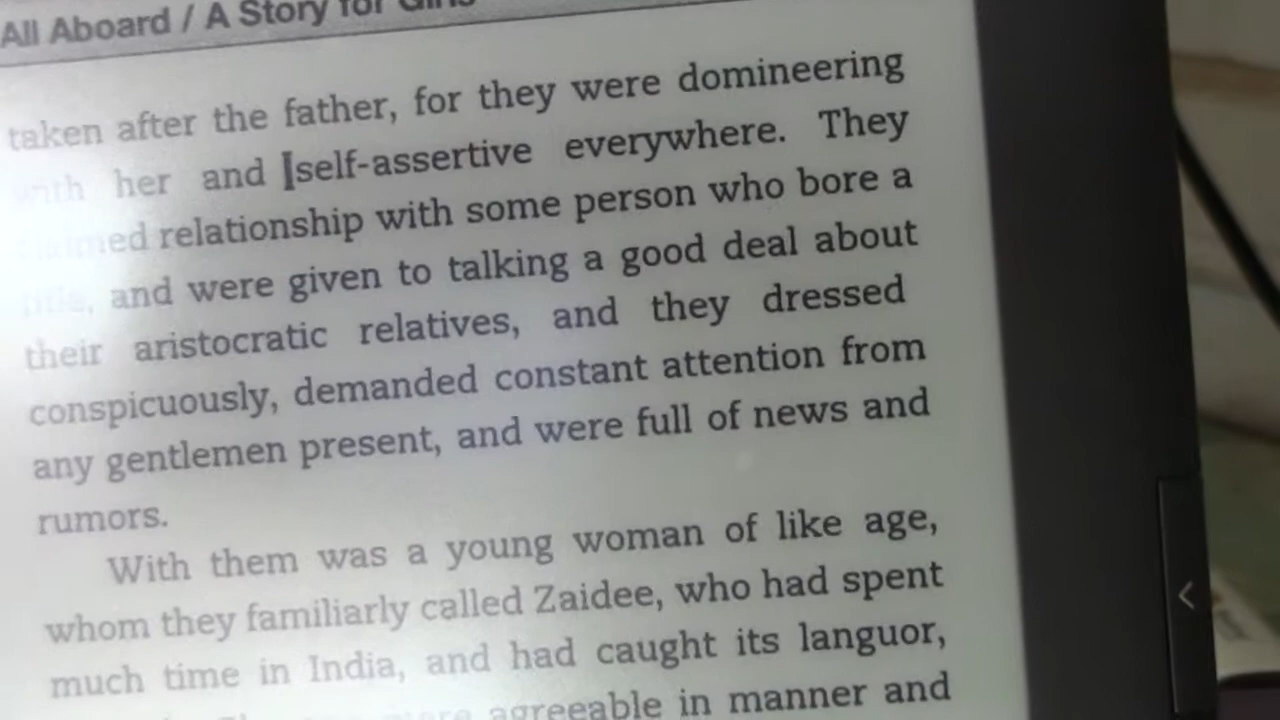 All Aboard / A Story for Girls
taken after the father, for they were domineering
with her and self-assertive everywhere. They
claimed relationship with some person who bore a
title, and were given to talking a good deal about
their aristocratic relatives, and they dressed
conspicuously, demanded constant attention from
any gentlemen present, and were full of news and
rumors.
With them was a young woman of like age,
whom they familiarly called Zaidee, who had spent
much time in India, and had caught its languor,
agreeable in manner and